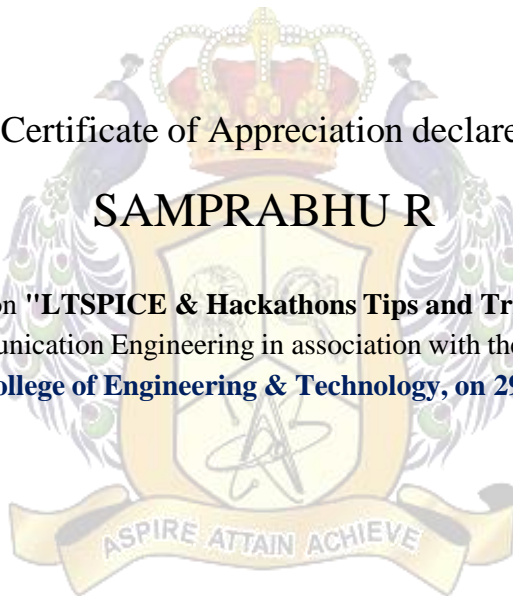 Certificate of Appreciation declare
SAMPRABHU R
on "LTSPICE & Hackathons Tips and Tr
unication Engineering in association with the
ollege of Engineering & Technology, on 29
ASPIRE ATTAIN ACHIEVE